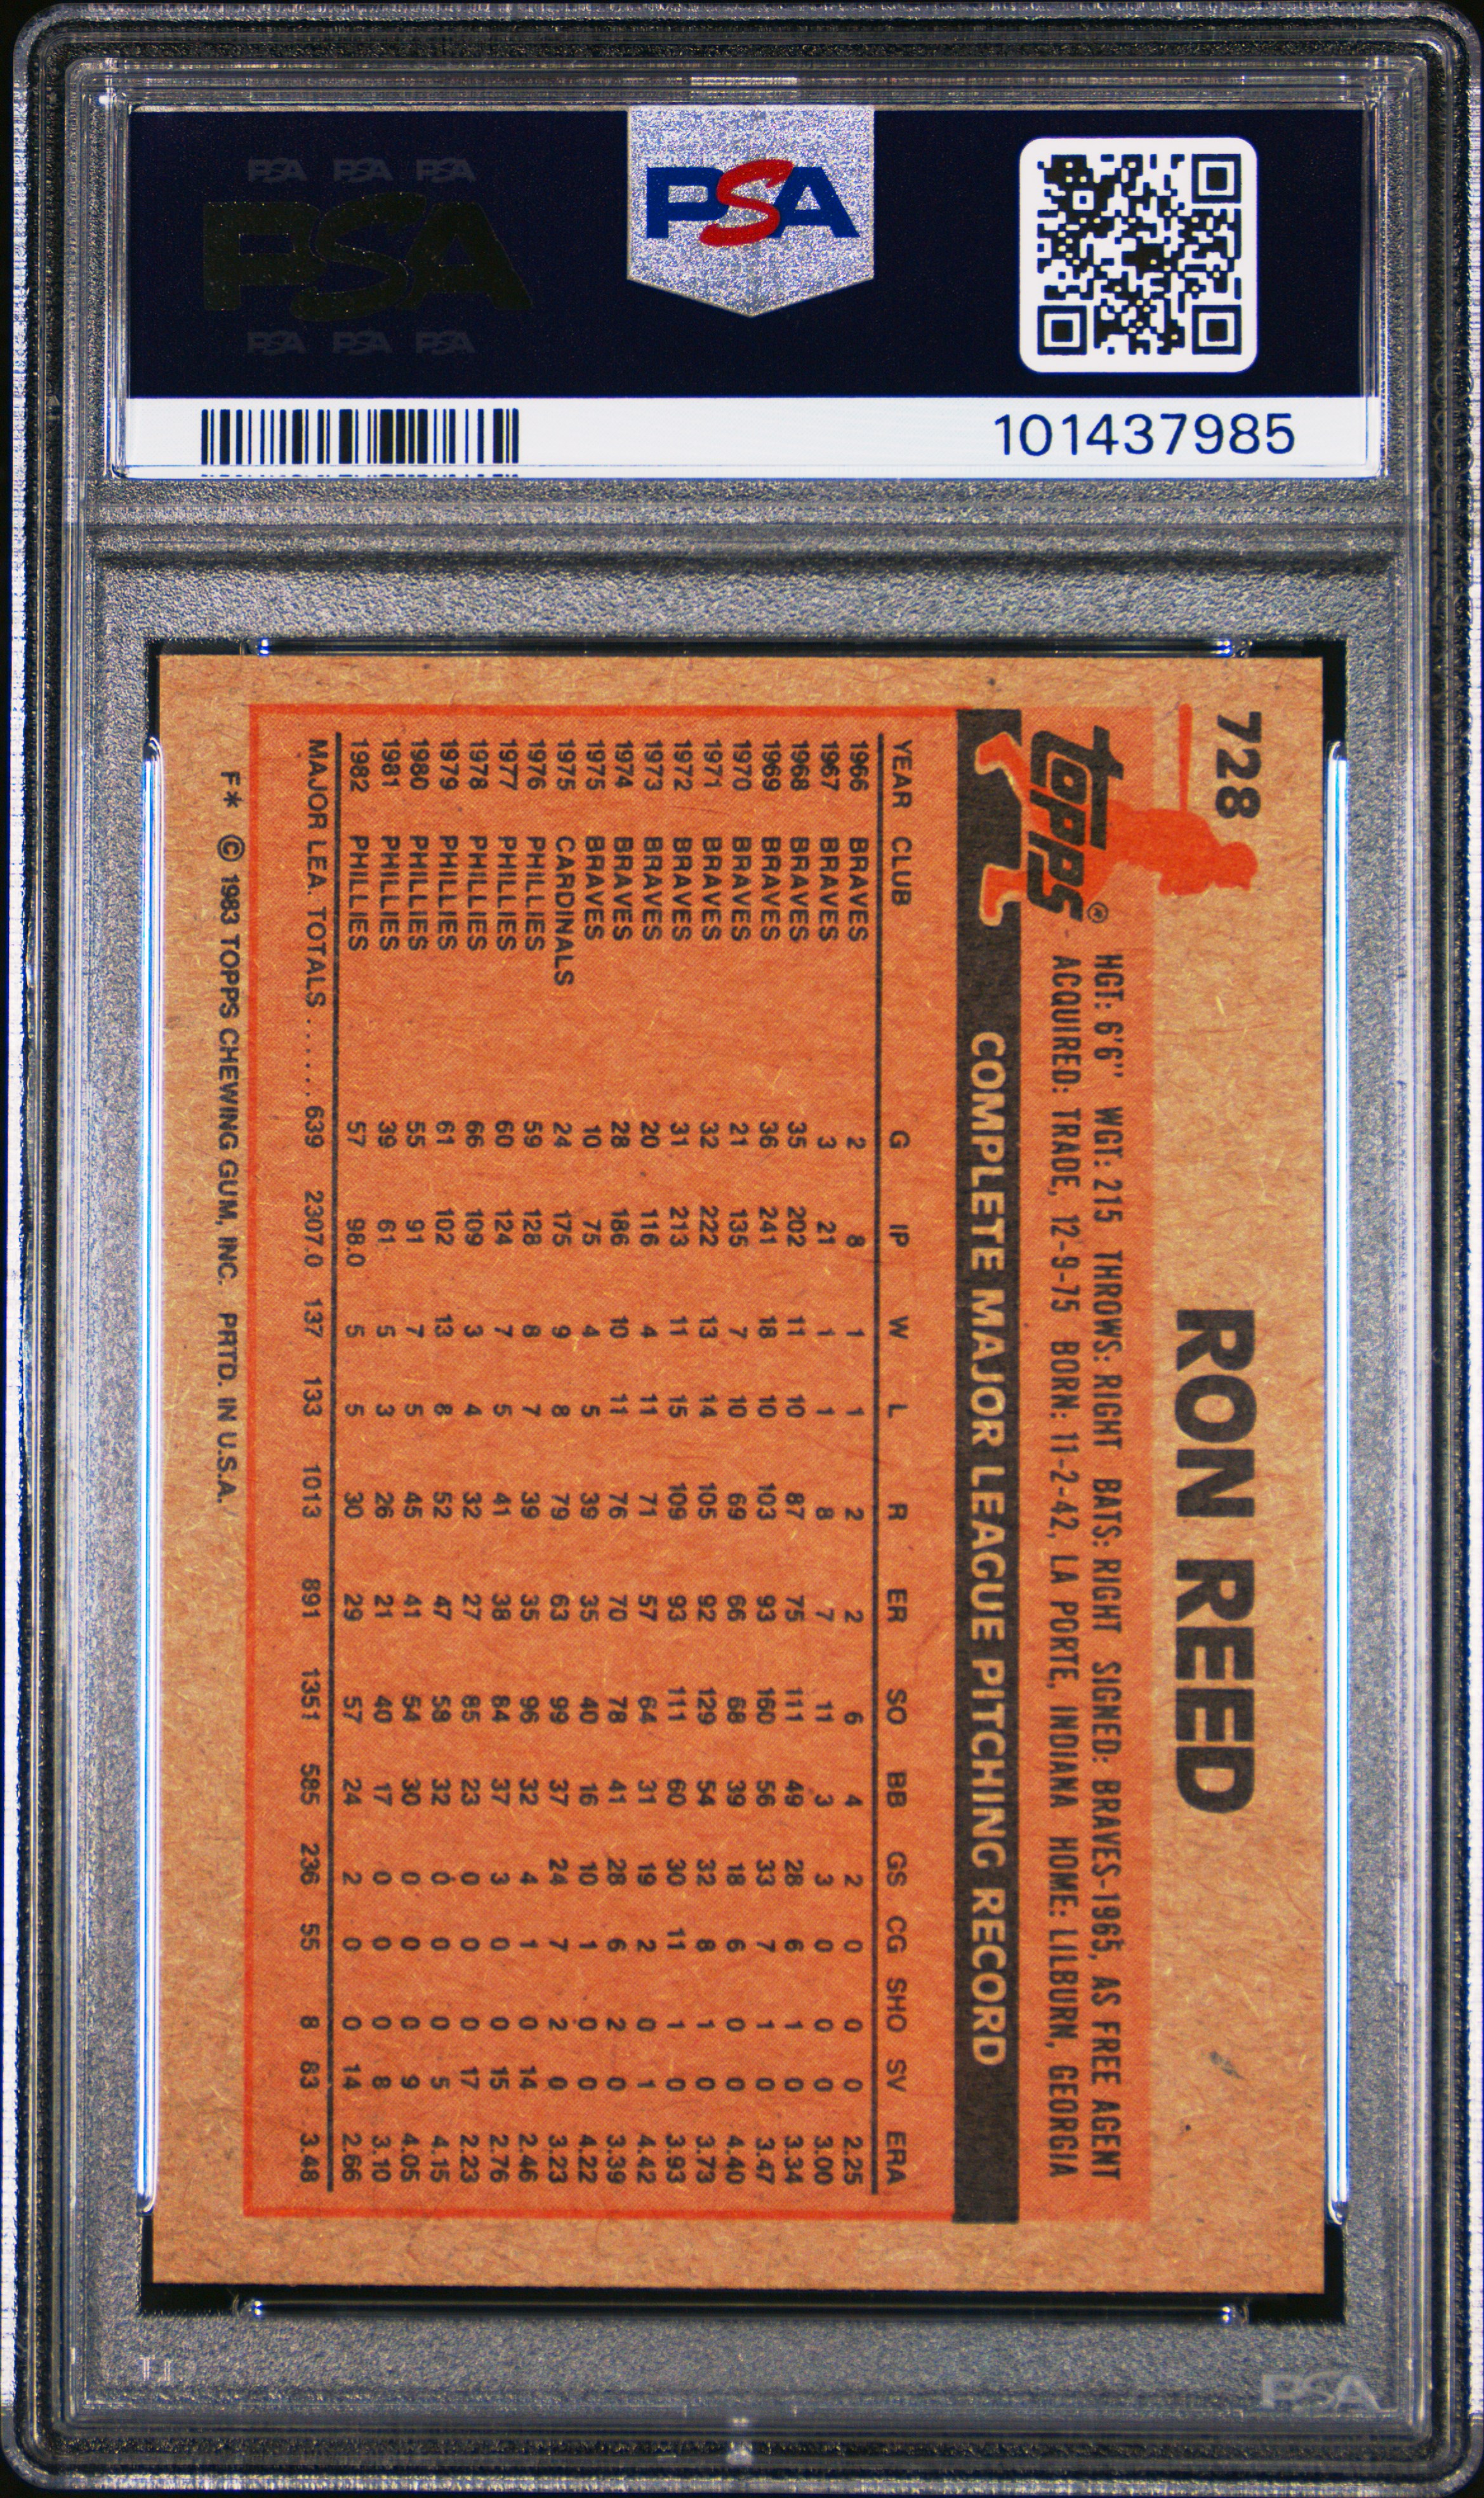 PSA PSA PSA
PSA
PSA PSA PSA
PSA
101437985
728
RON REED
Topps®
HGT: 6'6" WGT: 215 THROWS: RIGHT BATS: RIGHT SIGNED: BRAVES-1965, AS FREE AGENT
ACQUIRED: TRADE, 12-9-75 BORN: 11-2-42, LA PORTE, INDIANA HOME: LILBURN, GEORGIA
COMPLETE MAJOR LEAGUE PITCHING RECORD
YEAR CLUB G IP W L R ER SO BB GS CG SHO SV ERA
1966 BRAVES 2 8 1 1 2 2 6 4 2 0 0 0 2.25
1967 BRAVES 3 21 1 1 8 7 11 3 3 0 0 0 3.00
1968 BRAVES 35 202 11 10 87 75 111 49 28 6 1 0 3.34
1969 BRAVES 36 241 18 10 103 93 160 56 33 7 1 0 3.47
1970 BRAVES 21 135 7 10 69 66 68 39 18 6 0 0 4.40
1971 BRAVES 32 222 13 14 105 92 129 54 32 8 1 0 3.73
1972 BRAVES 31 213 11 15 109 93 111 60 30 11 1 0 3.93
1973 BRAVES 20 116 4 11 71 57 64 31 19 2 0 1 4.42
1974 BRAVES 28 186 10 11 76 70 78 41 28 6 2 0 3.39
1975 BRAVES 10 75 4 5 39 35 40 16 10 1 0 0 4.22
1975 CARDINALS 24 175 9 8 79 63 99 37 24 7 2 0 3.23
1976 PHILLIES 59 128 8 7 39 35 96 32 4 1 0 14 2.46
1977 PHILLIES 60 124 7 5 41 38 84 37 3 0 0 15 2.76
1978 PHILLIES 66 109 3 4 32 27 85 23 0 0 0 17 2.23
1979 PHILLIES 61 102 13 8 52 47 58 32 0 0 0 5 4.15
1980 PHILLIES 55 91 7 5 45 41 54 30 0 0 0 9 4.05
1981 PHILLIES 39 61 5 3 26 21 40 17 0 0 0 8 3.10
1982 PHILLIES 57 98.0 5 5 30 29 57 24 2 0 0 14 2.66
MAJOR LEA. TOTALS ...... 639 2307.0 137 133 1013 891 1351 585 236 55 8 83 3.48
F* © 1983 TOPPS CHEWING GUM, INC. PRTD. IN U.S.A.
PSA